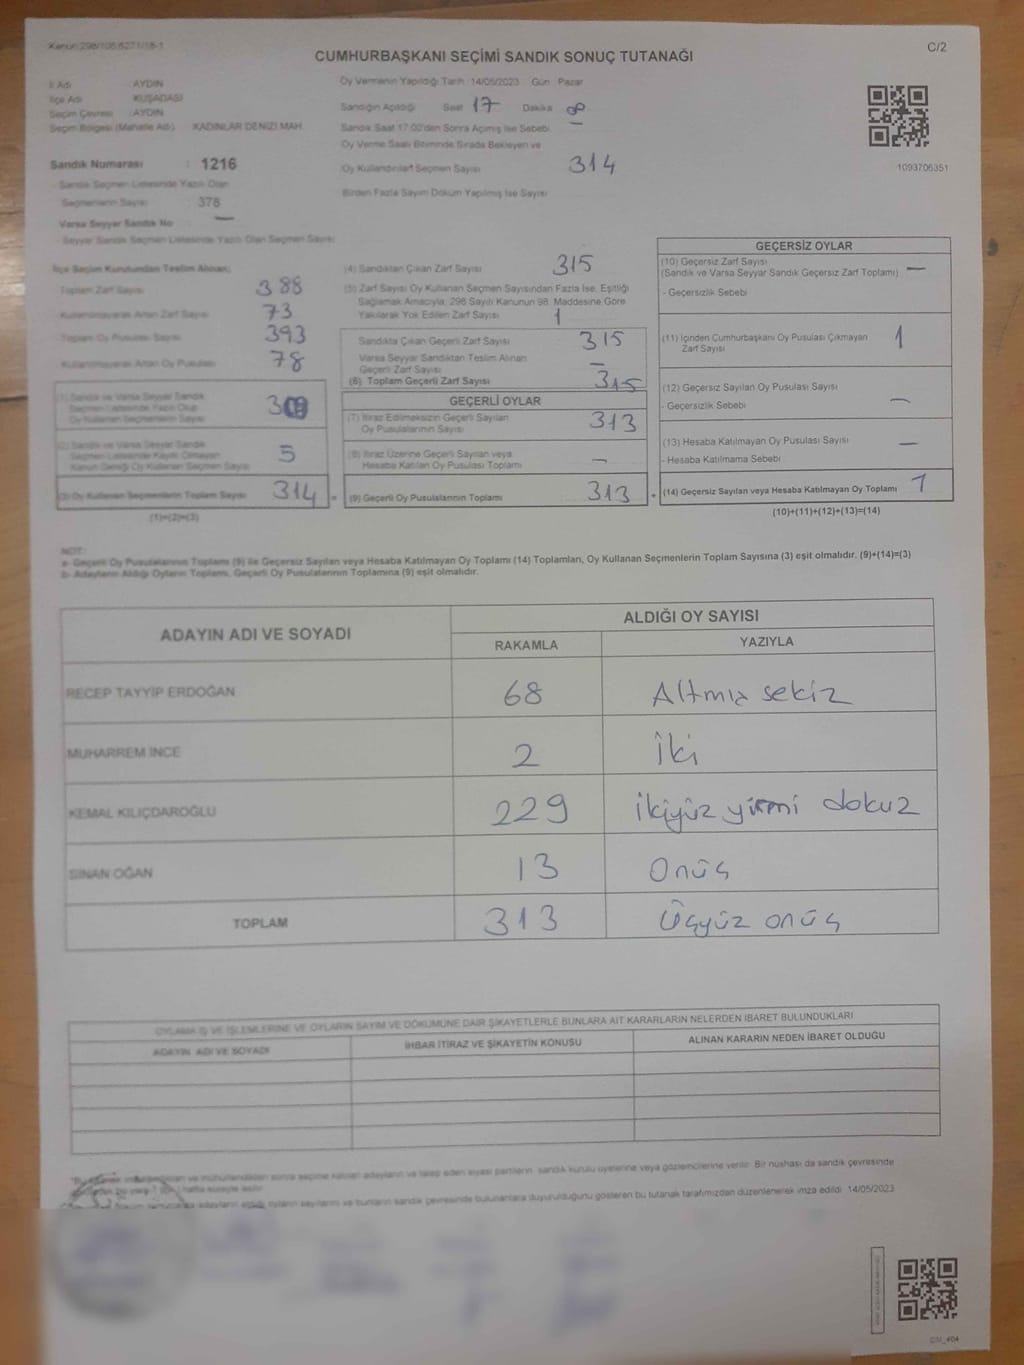 Kanun:298/105,6271/18-1
C/2
CUMHURBAŞKANI SEÇİMİ SANDIK SONUÇ TUTANAĞI
İl Adı : AYDIN
İlçe Adı : KUŞADASI
Seçim Çevresi : AYDIN
Seçim Bölgesi (Mahalle Adı) : KADINLAR DENİZİ MAH.
Sandık Numarası : 1216
- Sandık Seçmen Listesinde Yazılı Olan
Seçmenlerin Sayısı : 378
Varsa Seyyar Sandık No —
- Seyyar Sandık Seçmen Listesinde Yazılı Olan Seçmen Sayısı
Oy Vermenin Yapıldığı Tarih 14/05/2023 Gün Pazar
Sandığın Açıldığı Saat 17 Dakika
Sandık Saat 17:00'den Sonra Açılmış İse Sebebi —
Oy Verme Saati Bitiminde Sırada Bekleyen ve
Oy Kullandırılan Seçmen Sayısı 314
Birden Fazla Sayım Döküm Yapılmış İse Sayısı
1093706351
İlçe Seçim Kurulundan Teslim Alınan;
Toplam Zarf Sayısı 388
- Kullanılmayarak Artan Zarf Sayısı 73
- Toplam Oy Pusulası Sayısı 393
- Kullanılmayarak Artan Oy Pusulası 78
(1) Sandık ve Varsa Seyyar Sandık
Seçmen Listesinde Yazılı Olup
Oy Kullanan Seçmenlerin Sayısı
(2) Sandık ve Varsa Seyyar Sandık
Seçmen Listesinde Kayıtlı Olmayan
Kanun Gereği Oy Kullanan Seçmen Sayısı 5
(3) Oy Kullanan Seçmenlerin Toplam Sayısı 314
(1)+(2)=(3)
(4) Sandıktan Çıkan Zarf Sayısı 315
(5) Zarf Sayısı Oy Kullanan Seçmen Sayısından Fazla İse, Eşitliği
Sağlamak Amacıyla, 298 Sayılı Kanunun 98. Maddesine Göre
Yakılarak Yok Edilen Zarf Sayısı 1
Sandıkta Çıkan Geçerli Zarf Sayısı 315
Varsa Seyyar Sandıktan Teslim Alınan
Geçerli Zarf Sayısı —
(6) Toplam Geçerli Zarf Sayısı 315
GEÇERLİ OYLAR
(7) İtiraz Edilmeksizin Geçerli Sayılan
Oy Pusulalarının Sayısı 313
(8) İtiraz Üzerine Geçerli Sayılan veya
Hesaba Katılan Oy Pusulası Toplamı —
= (9) Geçerli Oy Pusulalarının Toplamı 313
GEÇERSİZ OYLAR
(10) Geçersiz Zarf Sayısı
(Sandık ve Varsa Seyyar Sandık Geçersiz Zarf Toplamı) —
- Geçersizlik Sebebi
(11) İçinden Cumhurbaşkanı Oy Pusulası Çıkmayan
Zarf Sayısı 1
(12) Geçersiz Sayılan Oy Pusulası Sayısı
- Geçersizlik Sebebi —
(13) Hesaba Katılmayan Oy Pusulası Sayısı —
- Hesaba Katılmama Sebebi
+ (14) Geçersiz Sayılan veya Hesaba Katılmayan Oy Toplamı 1
(10)+(11)+(12)+(13)=(14)
NOT:
a- Geçerli Oy Pusulalarının Toplamı (9) ile Geçersiz Sayılan veya Hesaba Katılmayan Oy Toplamı (14) Toplamları, Oy Kullanan Seçmenlerin Toplam Sayısına (3) eşit olmalıdır. (9)+(14)=(3)
b- Adayların Aldığı Oyların Toplamı, Geçerli Oy Pusulalarının Toplamına (9) eşit olmalıdır.
ADAYIN ADI VE SOYADI
ALDIĞI OY SAYISI
RAKAMLA YAZIYLA
RECEP TAYYİP ERDOĞAN 68 Altmış sekiz
MUHARREM İNCE 2 İki
KEMAL KILIÇDAROĞLU 229 ikiyüz yirmi dokuz
SİNAN OĞAN 13 Onüç
TOPLAM 313 Üçyüz onüç
OYLAMA İŞ VE İŞLEMLERİNE VE OYLARIN SAYIM VE DÖKÜMÜNE DAİR ŞİKAYETLERLE BUNLARA AİT KARARLARIN NELERDEN İBARET BULUNDUKLARI
ADAYIN ADI VE SOYADI İHBAR İTİRAZ VE ŞİKAYETİN KONUSU ALINAN KARARIN NEDEN İBARET OLDUĞU
ve mühürlendikten sonra seçime katılan adayların ve talep eden siyasi partilerin sandık kurulu üyelerine veya gözlemcilerine verilir. Bir nüshası da sandık çevresinde
hafta süreyle asılır.
adayların aldığı oyların sayılarını ve bunların sandık çevresinde bulunanlara duyurulduğunu gösteren bu tutanak tarafımızdan düzenlenerek imza edildi. 14/05/2023